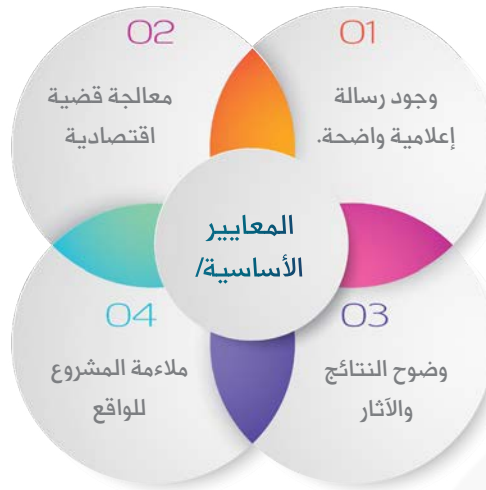 01
وجود رسالة
إعلامية واضحة.
02
معالجة قضية
اقتصادية
المعايير
الأساسية/
03
وضوح النتائج
والآثار
04
ملاءمة المشروع
للواقع